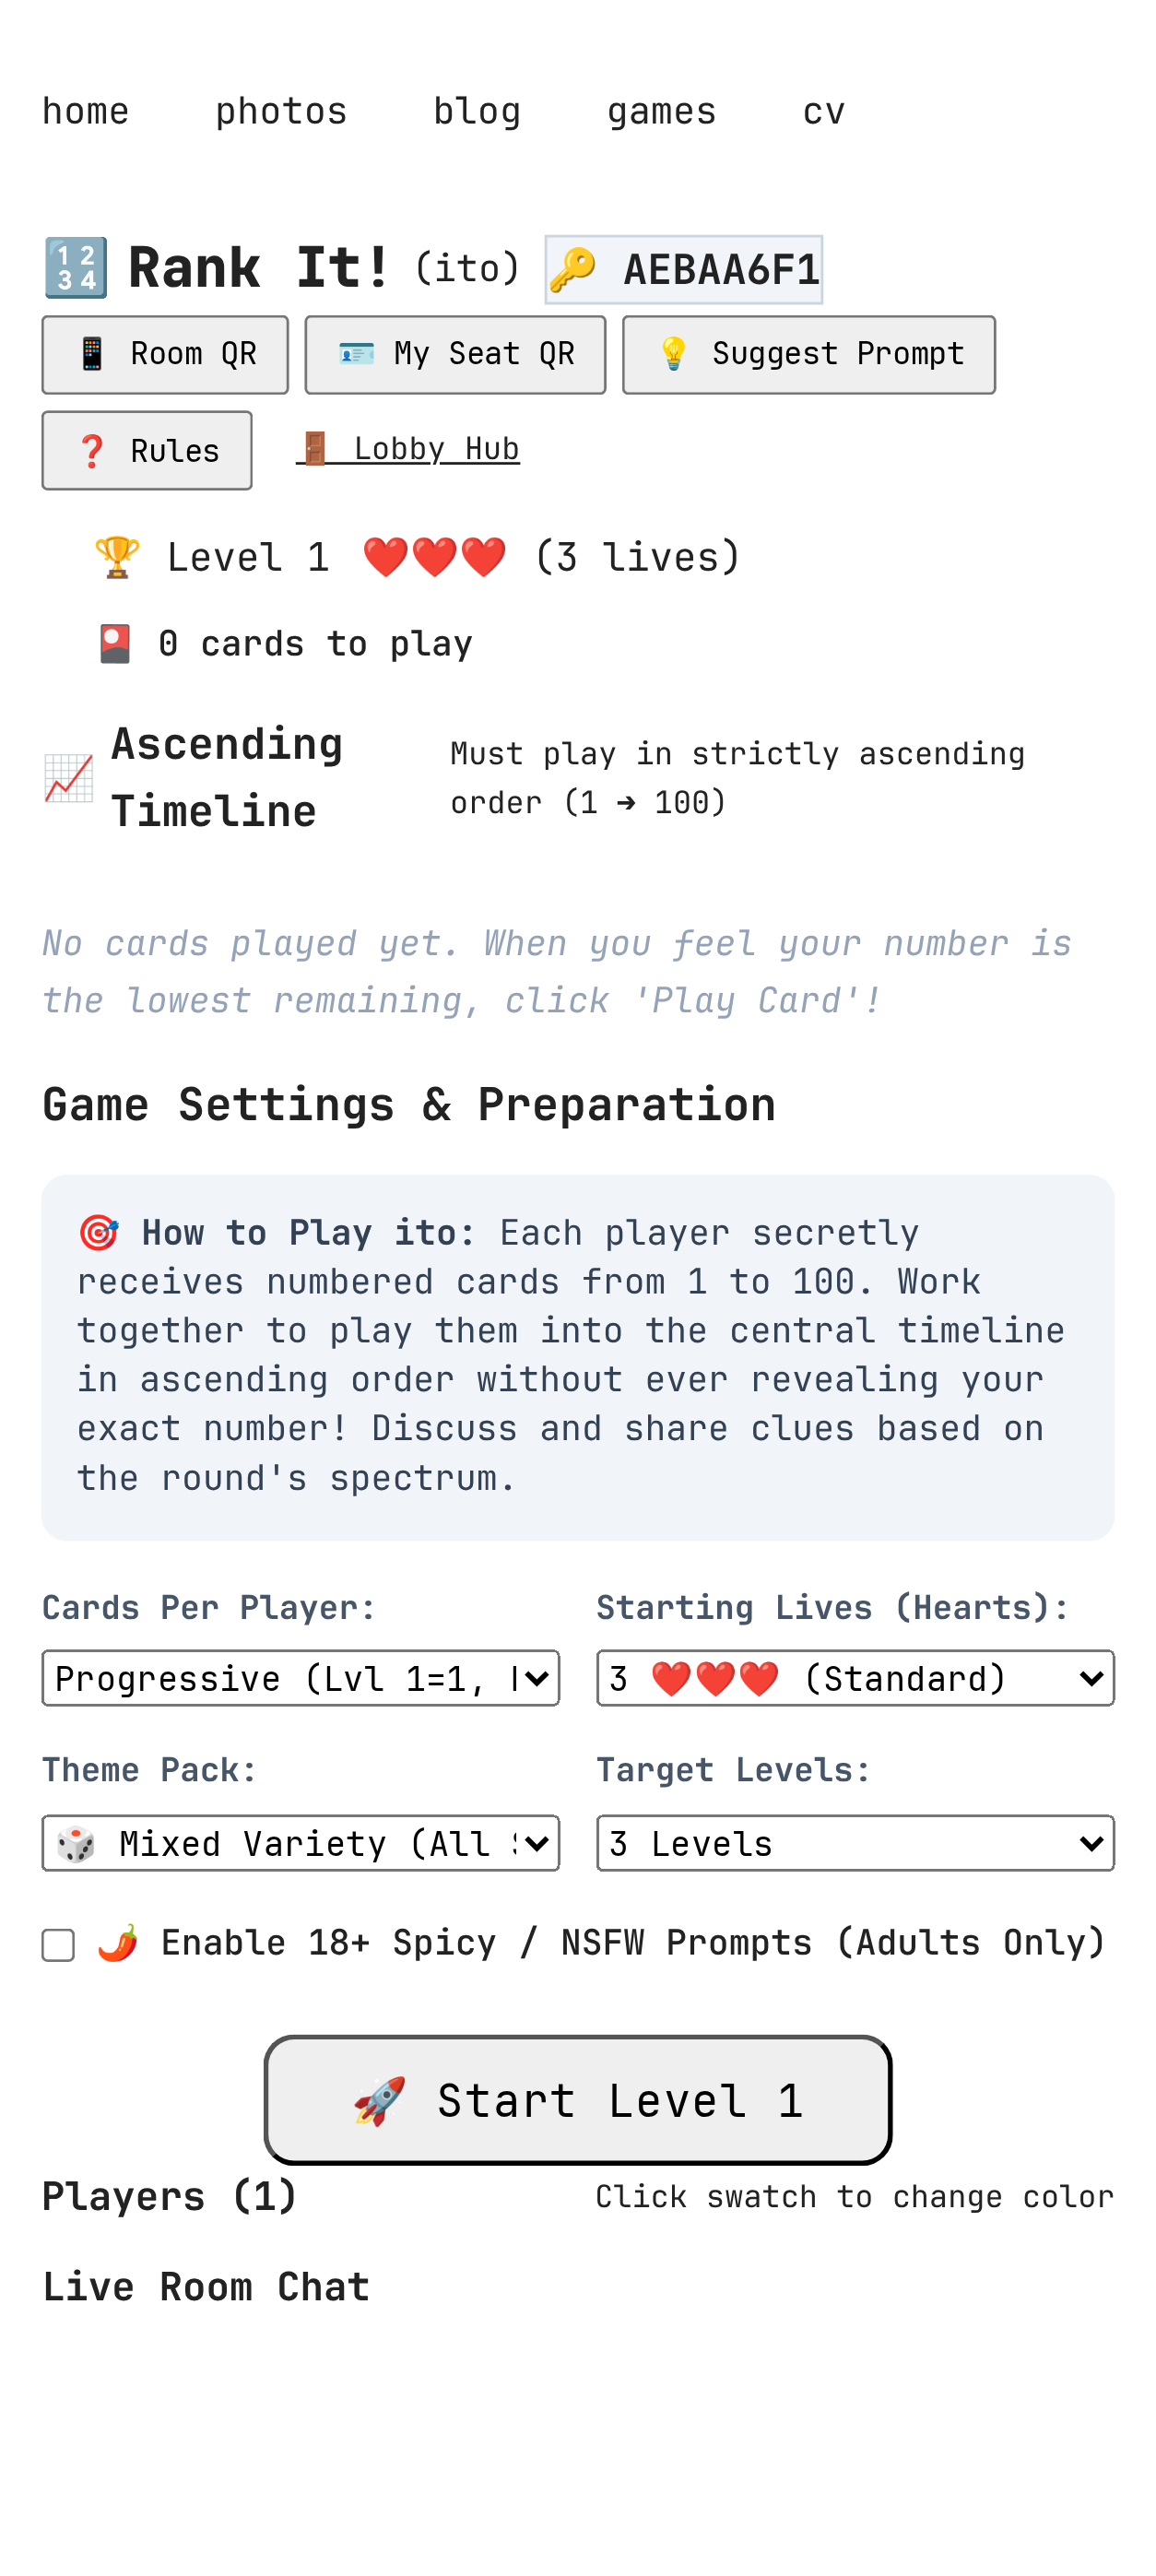 home photos blog games cv
🔢 Rank It! (ito) 🔑 AEBAA6F1
📱 Room QR 🪪 My Seat QR 💡 Suggest Prompt
❓ Rules 🚪 Lobby Hub
🏆 Level 1 ❤️❤️❤️ (3 lives)
🎴 0 cards to play
📈 Ascending
Timeline
Must play in strictly ascending
order (1 ➔ 100)
No cards played yet. When you feel your number is
the lowest remaining, click 'Play Card'!
Game Settings & Preparation
🎯 How to Play ito: Each player secretly
receives numbered cards from 1 to 100. Work
together to play them into the central timeline
in ascending order without ever revealing your
exact number! Discuss and share clues based on
the round's spectrum.
Cards Per Player:
Progressive (Lvl 1=1,
Starting Lives (Hearts):
3 ❤️❤️❤️ (Standard)
Theme Pack:
🎲 Mixed Variety (All
Target Levels:
3 Levels
🌶️ Enable 18+ Spicy / NSFW Prompts (Adults Only)
🚀 Start Level 1
Players (1) Click swatch to change color
Live Room Chat